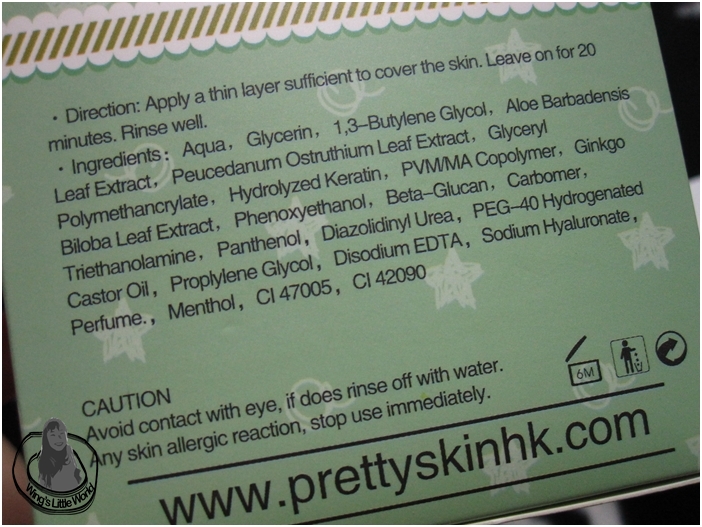 · Direction: Apply a thin layer sufficient to cover the skin. Leave on for 20
minutes. Rinse well.
· Ingredients: Aqua, Glycerin, 1,3-Butylene Glycol, Aloe Barbadensis
Leaf Extract, Peucedanum Ostruthium Leaf Extract, Glyceryl
Polymethancrylate, Hydrolyzed Keratin, PVM/MA Copolymer, Ginkgo
Biloba Leaf Extract, Phenoxyethanol, Beta-Glucan, Carbomer,
Triethanolamine, Panthenol, Diazolidinyl Urea, PEG-40 Hydrogenated
Castor Oil, Proplylene Glycol, Disodium EDTA, Sodium Hyaluronate,
Perfume., Menthol, CI 47005, CI 42090
CAUTION
Avoid contact with eye, if does rinse off with water.
Any skin allergic reaction, stop use immediately.
6M
www.prettyskinhk.com
Wing's Little World